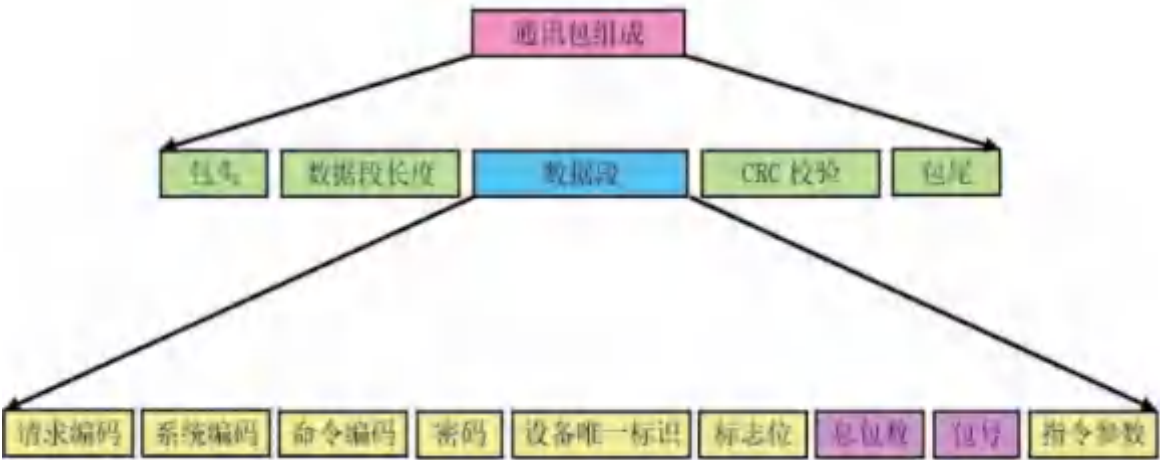 通讯包组成
包头 数据段长度 数据段 CRC 校验 包尾
请求编码 系统编码 命令编码 密码 设备唯一标识 标志位 总包数 包号 指令参数